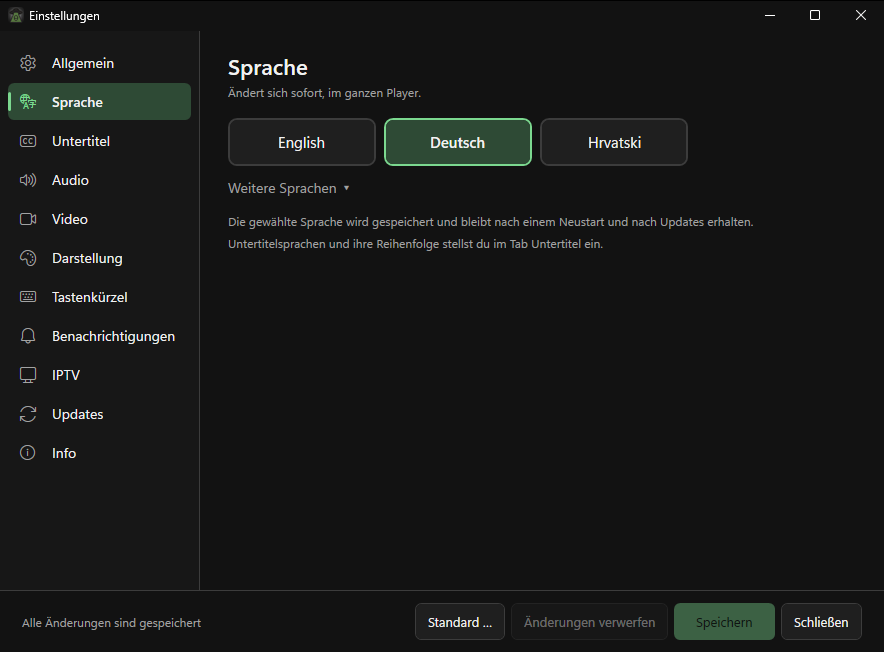 Einstellungen
Allgemein
Sprache
Untertitel
Audio
Video
Darstellung
Tastenkürzel
Benachrichtigungen
IPTV
Updates
Info
Sprache
Ändert sich sofort, im ganzen Player.
English
Deutsch
Hrvatski
Weitere Sprachen
Die gewählte Sprache wird gespeichert und bleibt nach einem Neustart und nach Updates erhalten.
Untertitelsprachen und ihre Reihenfolge stellst du im Tab Untertitel ein.
Alle Änderungen sind gespeichert
Standard ...
Änderungen verwerfen
Speichern
Schließen